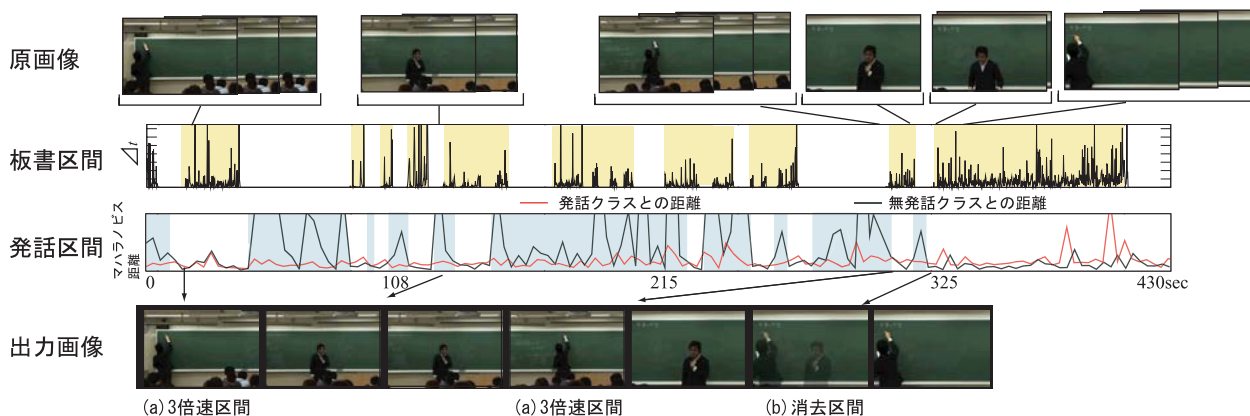 原画像
板書区間
⊿t
発話クラスとの距離
無発話クラスとの距離
発話区間
マハラノビス
距離
0
108
215
325
430sec
出力画像
(a)3倍速区間
(a)3倍速区間
(b)消去区間